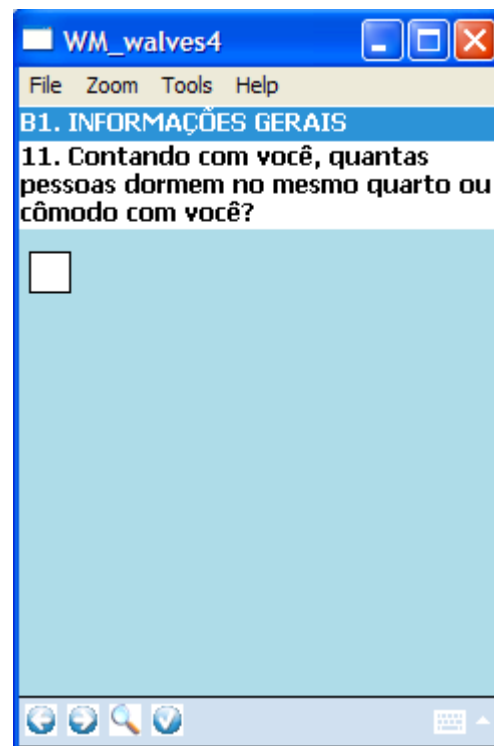 WM_walves4
File Zoom Tools Help
B1. INFORMAÇÕES GERAIS
11. Contando com você, quantas
pessoas dormem no mesmo quarto ou
cômodo com você?